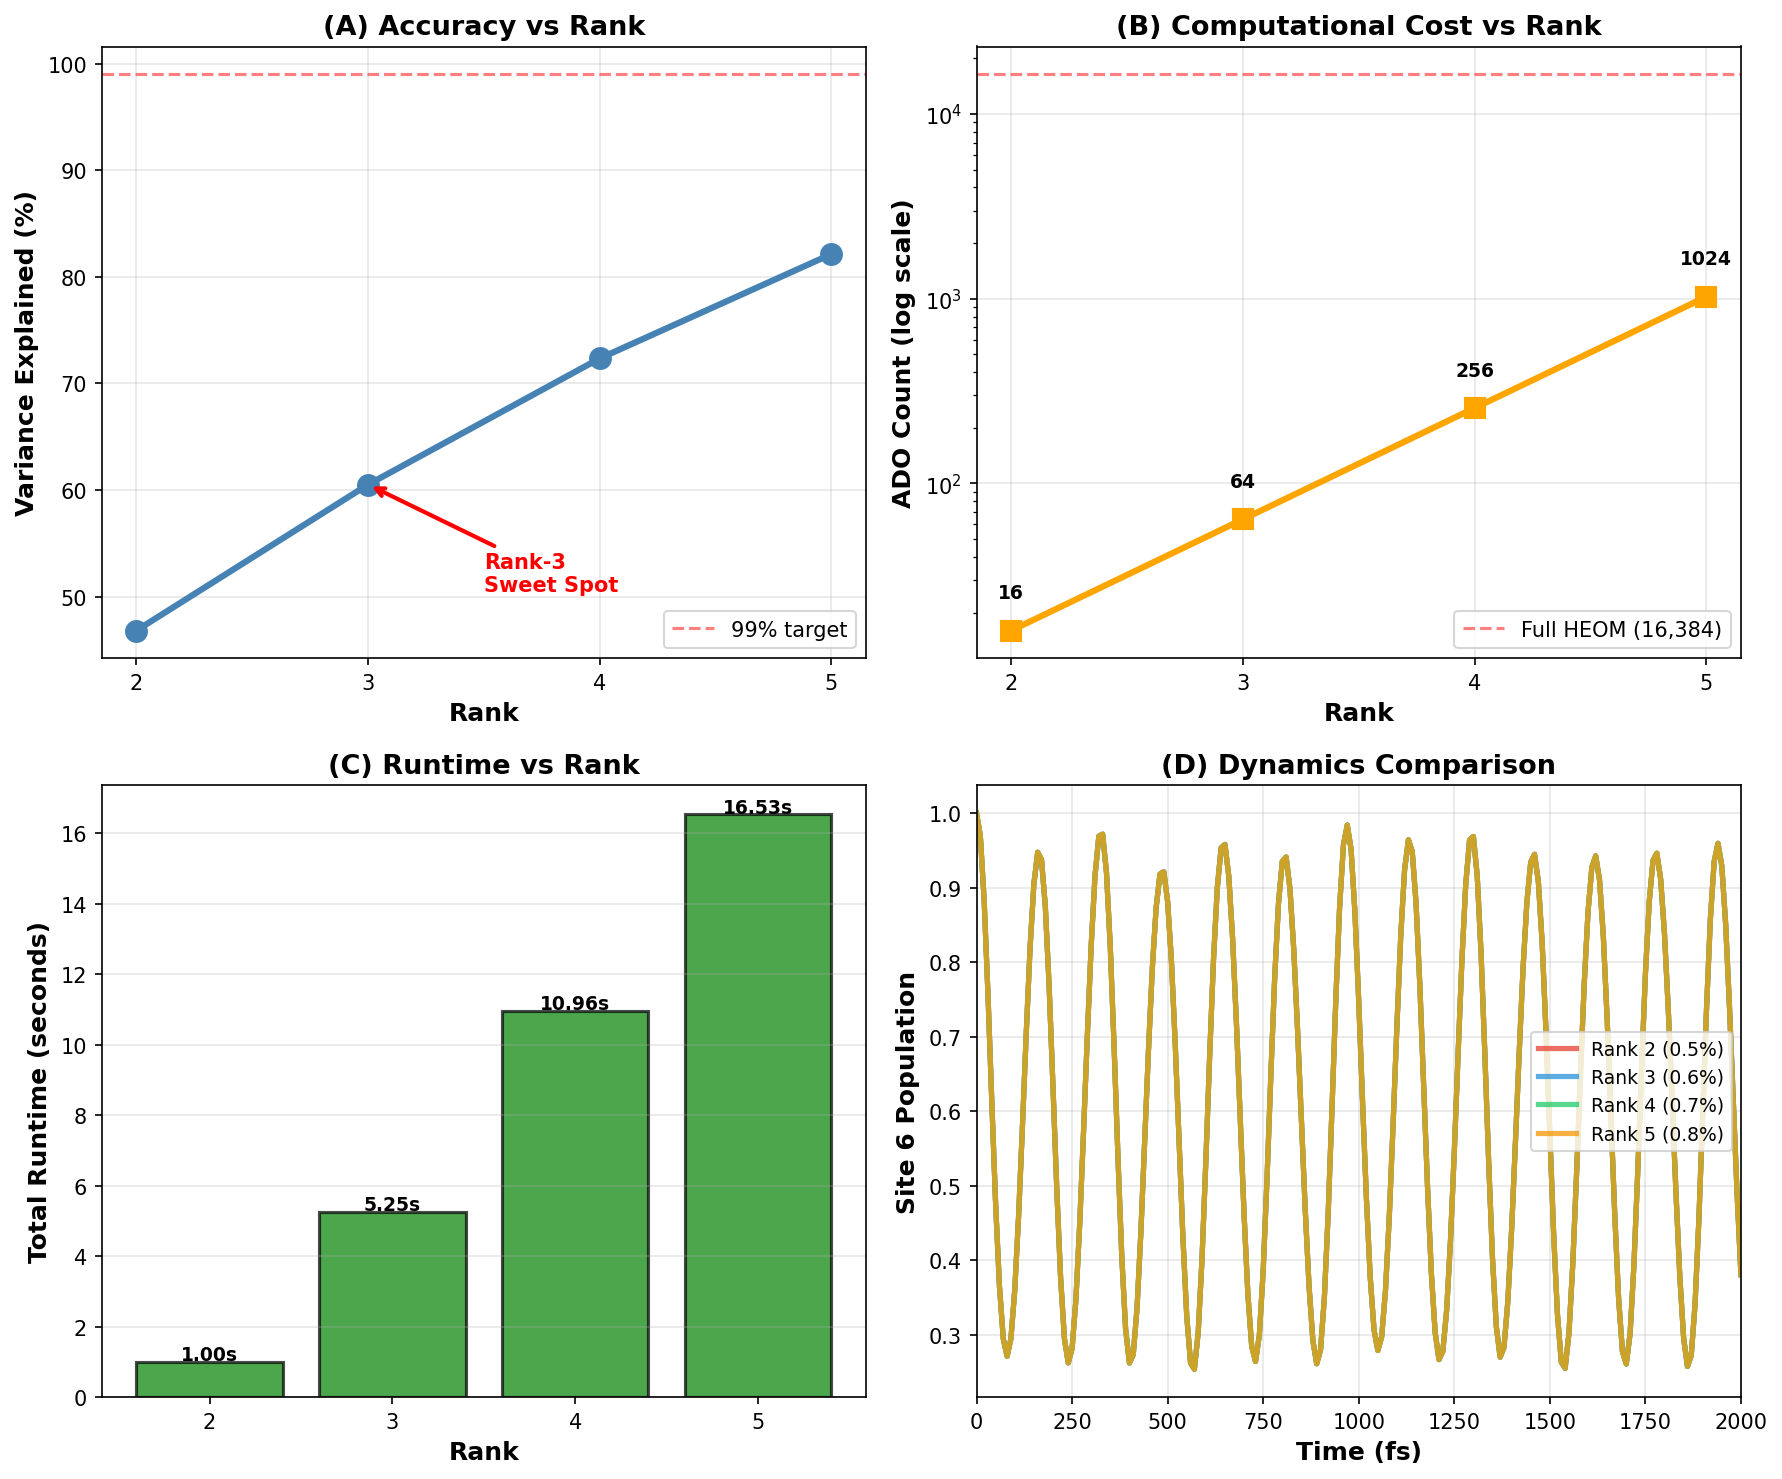 (A) Accuracy vs Rank
Variance Explained (%)
100
90
80
70
60
50
Rank-3
Sweet Spot
99% target
2 3 4 5
Rank
(B) Computational Cost vs Rank
ADO Count (log scale)
10⁴
10³
10²
16
64
256
1024
Full HEOM (16,384)
2 3 4 5
Rank
(C) Runtime vs Rank
Total Runtime (seconds)
16
14
12
10
8
6
4
2
0
1.00s
5.25s
10.96s
16.53s
2 3 4 5
Rank
(D) Dynamics Comparison
Site 6 Population
1.0
0.9
0.8
0.7
0.6
0.5
0.4
0.3
Rank 2 (0.5%)
Rank 3 (0.6%)
Rank 4 (0.7%)
Rank 5 (0.8%)
0 250 500 750 1000 1250 1500 1750 2000
Time (fs)